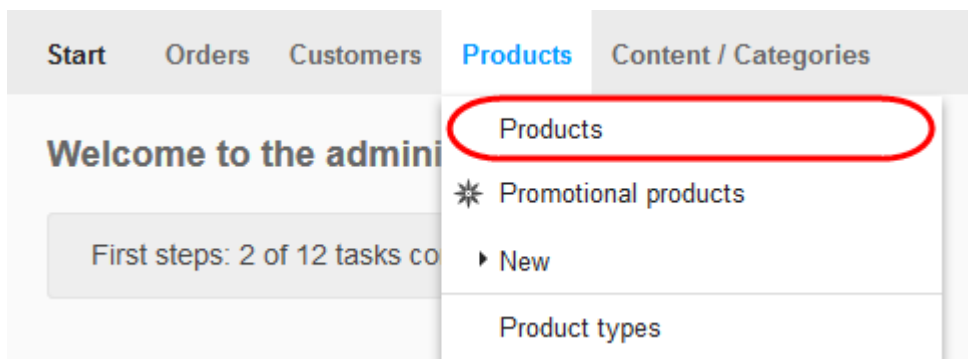 Start Orders Customers Products Content / Categories
Products
Welcome to the admini
Promotional products
First steps: 2 of 12 tasks co
New
Product types